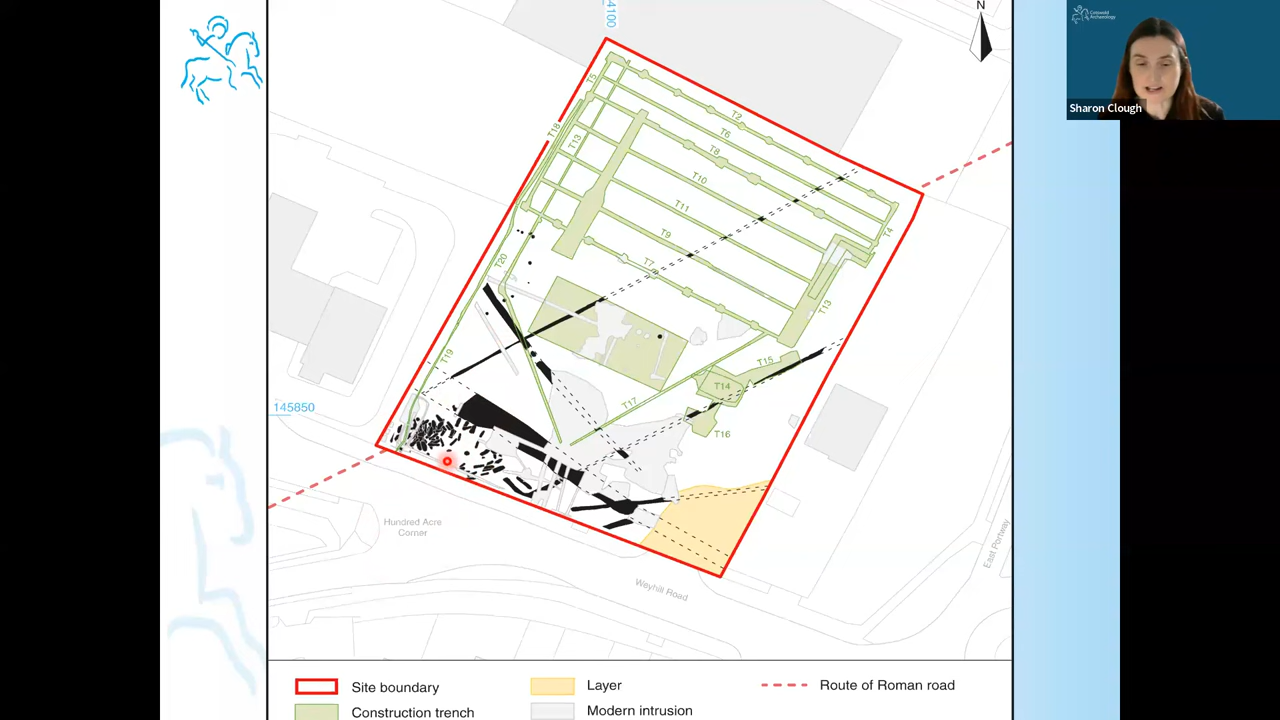 4100
N
Cotswold
Archaeology
Sharon Clough
T5
T2
T6
T18
T13
T8
T10
T11
T4
T9
T20
T7
T13
T19
T15
T14
T17
145850
T16
Hundred Acre
Corner
East Portway
Weyhill Road
Site boundary
Layer
Route of Roman road
Construction trench
Modern intrusion